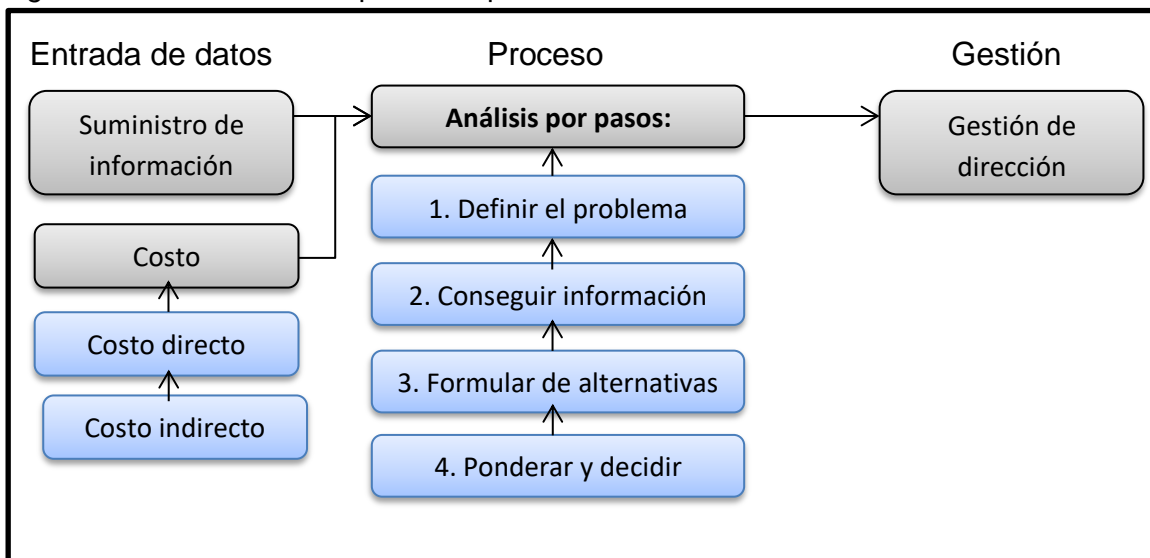 Entrada de datos
Proceso
Gestión
Suministro de
información
Análisis por pasos:
Gestión de
dirección
1. Definir el problema
Costo
2. Conseguir información
Costo directo
3. Formular de alternativas
Costo indirecto
4. Ponderar y decidir